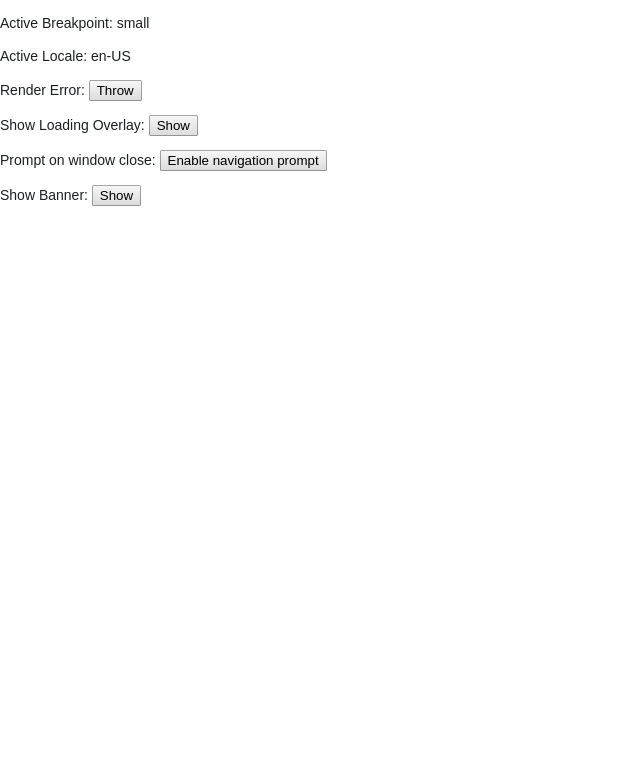 Active Breakpoint: small
Active Locale: en-US
Render Error: Throw
Show Loading Overlay: Show
Prompt on window close: Enable navigation prompt
Show Banner: Show